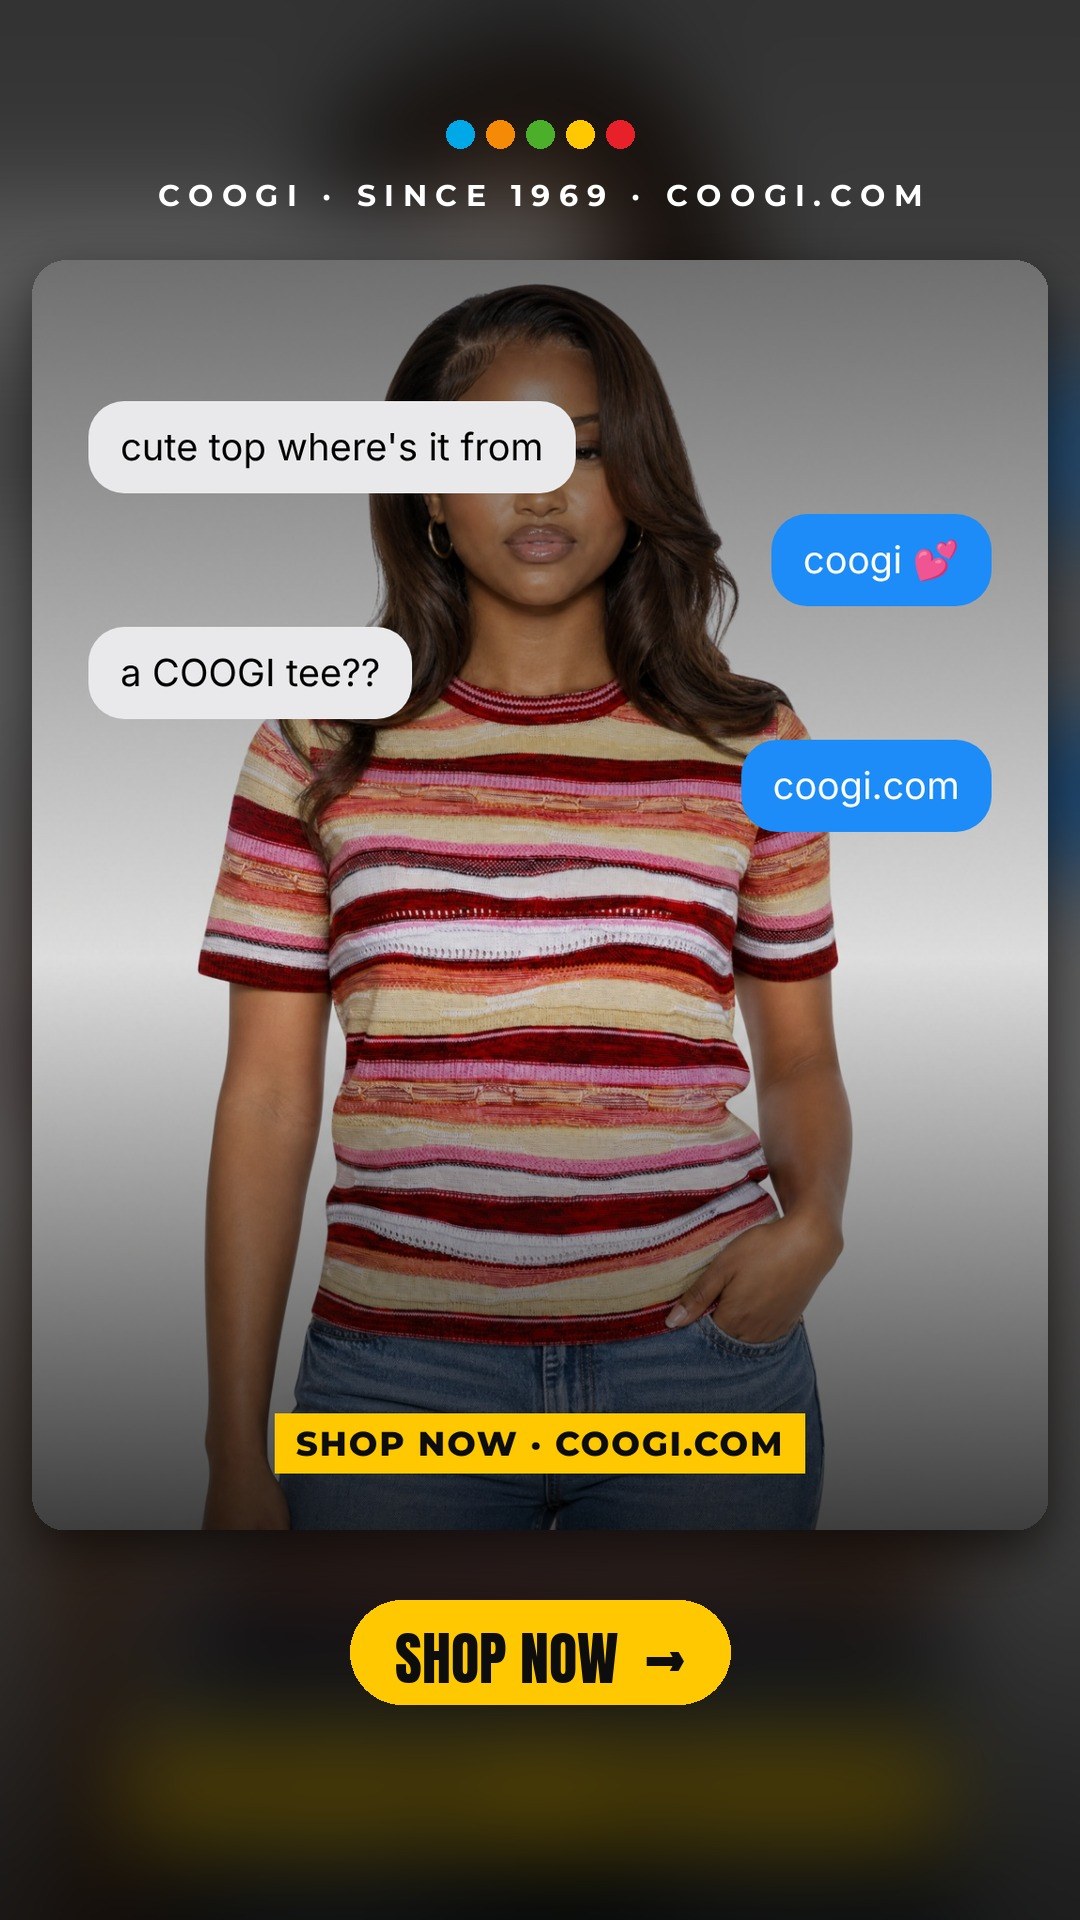 COOGI · SINCE 1969 · COOGI.COM
cute top where's it from
coogi 💕
a COOGI tee??
coogi.com
SHOP NOW · COOGI.COM
SHOP NOW →